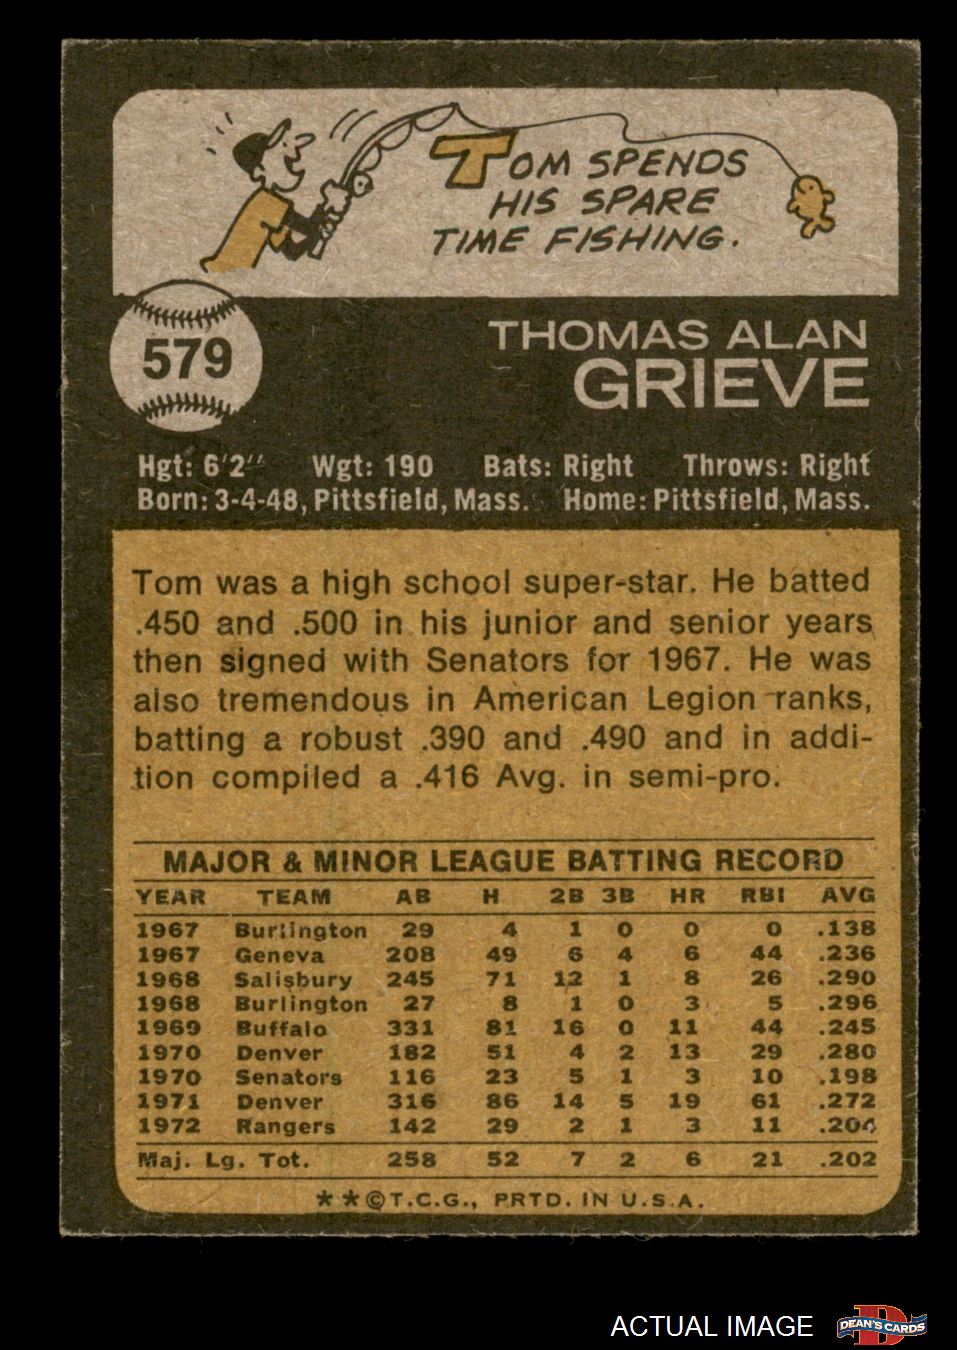 TOM SPENDS
HIS SPARE
TIME FISHING.
579
THOMAS ALAN
GRIEVE
Hgt: 6'2" Wgt: 190 Bats: Right Throws: Right
Born: 3-4-48, Pittsfield, Mass. Home: Pittsfield, Mass.
Tom was a high school super-star. He batted
.450 and .500 in his junior and senior years
then signed with Senators for 1967. He was
also tremendous in American Legion ranks,
batting a robust .390 and .490 and in addi-
tion compiled a .416 Avg. in semi-pro.
MAJOR & MINOR LEAGUE BATTING RECORD
YEAR TEAM AB H 2B 3B HR RBI AVG
1967 Burlington 29 4 1 0 0 0 .138
1967 Geneva 208 49 6 4 6 44 .236
1968 Salisbury 245 71 12 1 8 26 .290
1968 Burlington 27 8 1 0 3 5 .296
1969 Buffalo 331 81 16 0 11 44 .245
1970 Denver 182 51 4 2 13 29 .280
1970 Senators 116 23 5 1 3 10 .198
1971 Denver 316 86 14 5 19 61 .272
1972 Rangers 142 29 2 1 3 11 .204
Maj. Lg. Tot. 258 52 7 2 6 21 .202
**©T.C.G., PRTD. IN U.S.A.
ACTUAL IMAGE
D
DEAN'S CARDS